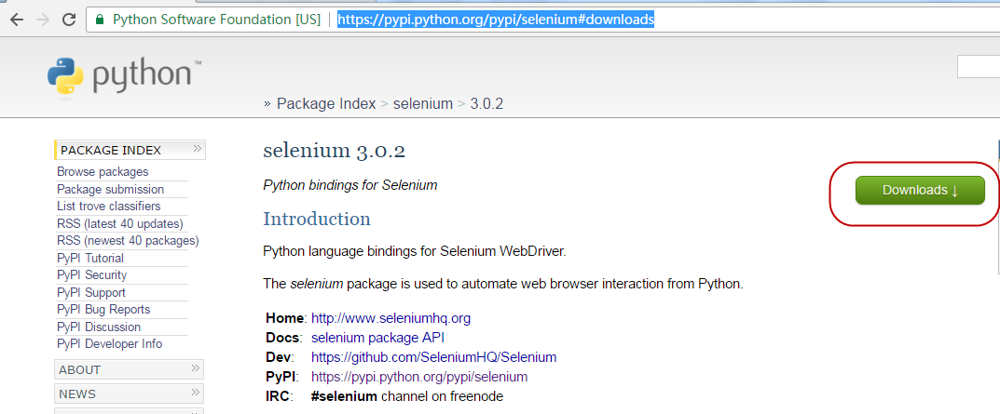 Python Software Foundation [US] https://pypi.python.org/pypi/selenium#downloads
python™
» Package Index > selenium > 3.0.2
PACKAGE INDEX »
Browse packages
Package submission
List trove classifiers
RSS (latest 40 updates)
RSS (newest 40 packages)
PyPI Tutorial
PyPI Security
PyPI Support
PyPI Bug Reports
PyPI Discussion
PyPI Developer Info
ABOUT »
NEWS »
selenium 3.0.2
Python bindings for Selenium
Downloads ↓
Introduction
Python language bindings for Selenium WebDriver.
The selenium package is used to automate web browser interaction from Python.
Home: http://www.seleniumhq.org
Docs: selenium package API
Dev: https://github.com/SeleniumHQ/Selenium
PyPI: https://pypi.python.org/pypi/selenium
IRC: #selenium channel on freenode